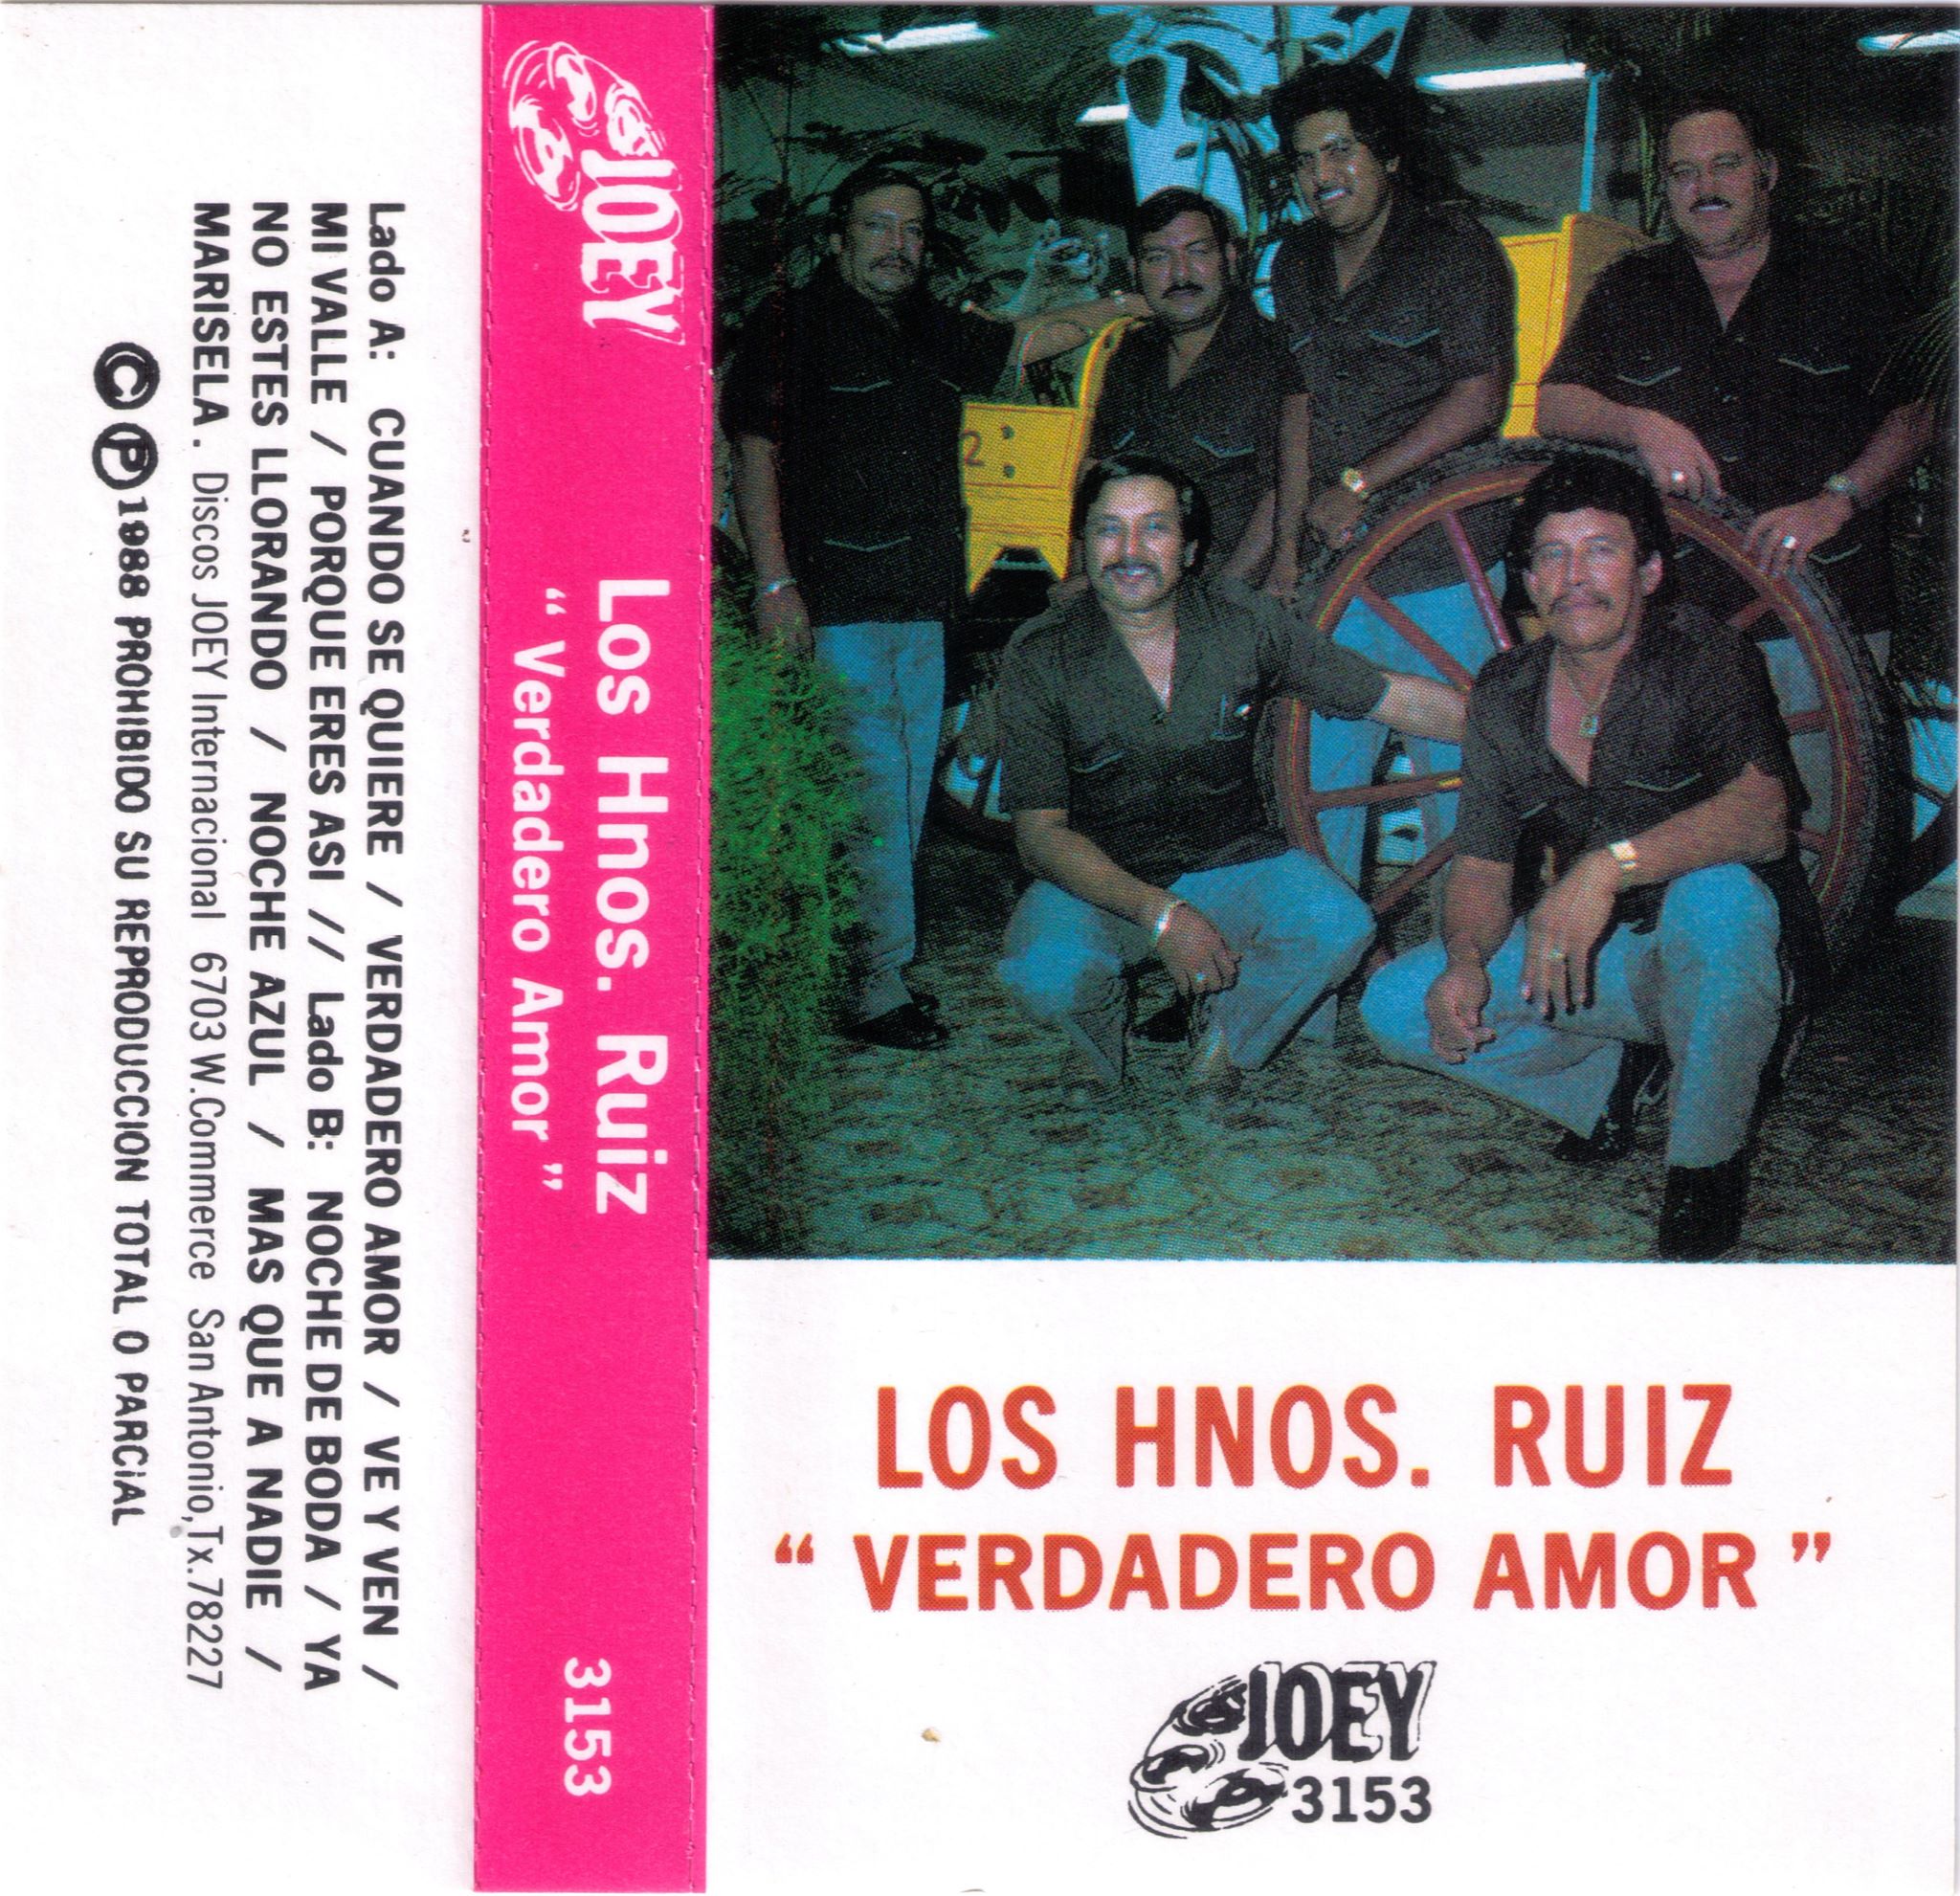 Lado A: CUANDO SE QUIERE / VERDADERO AMOR / VE Y VEN /
MI VALLE / PORQUE ERES ASI // Lado B: NOCHE DE BODA / YA
NO ESTES LLORANDO / NOCHE AZUL / MAS QUE A NADIE /
MARISELA. Discos JOEY Internacional 6703 W.Commerce San Antonio,Tx.78227
© Ⓟ1988 PROHIBIDO SU REPRODUCCION TOTAL O PARCIAL
JOEY
Los Hnos. Ruiz
“ Verdadero Amor ”
3153
2
LOS HNOS. RUIZ
“ VERDADERO AMOR ”
JOEY
3153